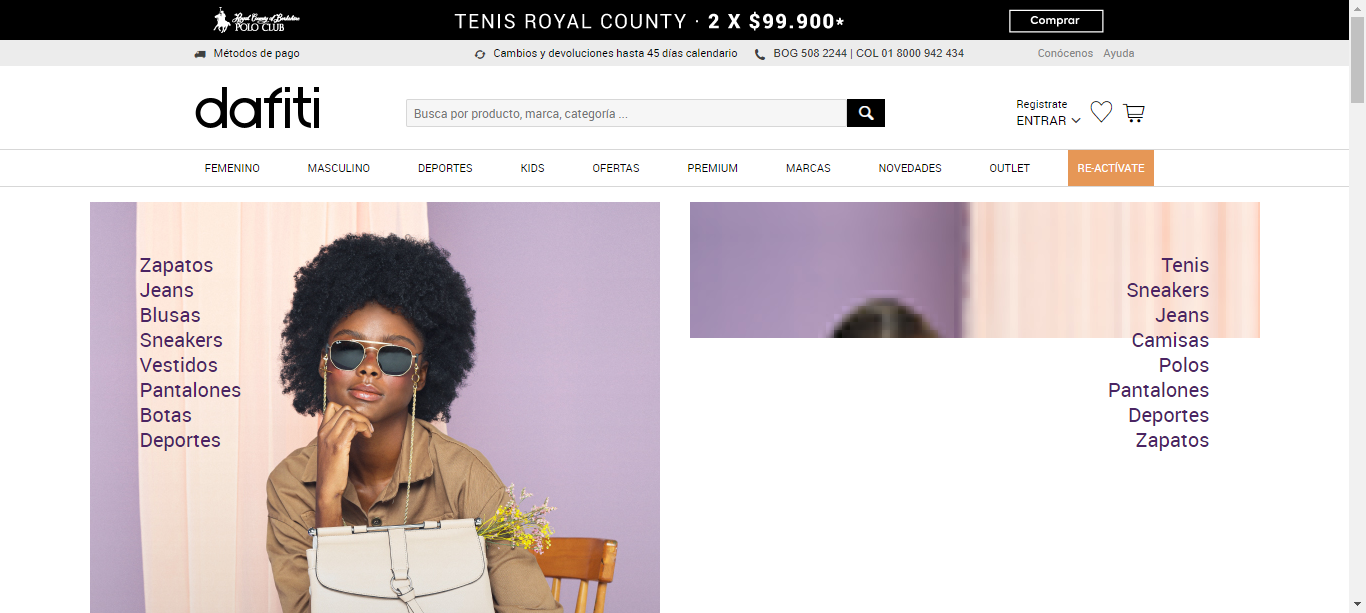 Royal County of Berkshire
POLO CLUB
TENIS ROYAL COUNTY · 2 X $99.900*
Comprar
Métodos de pago
Cambios y devoluciones hasta 45 días calendario
BOG 508 2244 | COL 01 8000 942 434
Conócenos
Ayuda
dafiti
Busca por producto, marca, categoría ...
Registrate
ENTRAR
FEMENINO
MASCULINO
DEPORTES
KIDS
OFERTAS
PREMIUM
MARCAS
NOVEDADES
OUTLET
RE-ACTÍVATE
Zapatos
Jeans
Blusas
Sneakers
Vestidos
Pantalones
Botas
Deportes
Tenis
Sneakers
Jeans
Camisas
Polos
Pantalones
Deportes
Zapatos